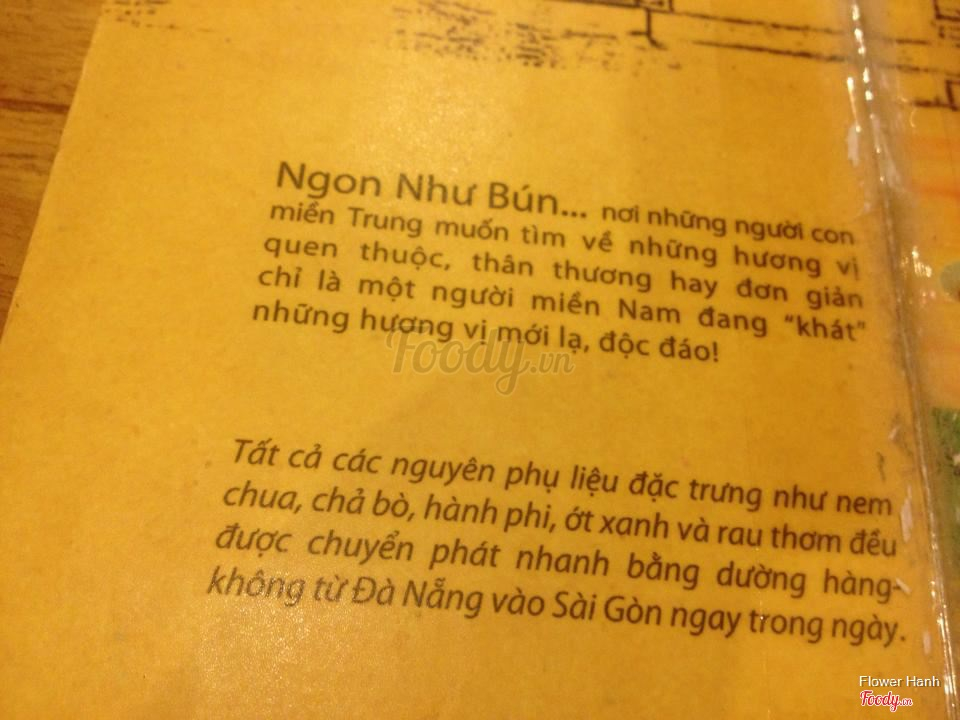 Ngon Như Bún... nơi những người con
miền Trung muốn tìm về những hương vị
quen thuộc, thân thương hay đơn giản
chỉ là một người miền Nam đang "khát"
những hương vị mới lạ, độc đáo!
Foody.vn
Tất cả các nguyên phụ liệu đặc trưng như nem
chua, chả bò, hành phi, ớt xanh và rau thơm đều
được chuyển phát nhanh bằng dường hàng-
không từ Đà Nẵng vào Sài Gòn ngay trong ngày.
Flower Hanh
Foody.vn